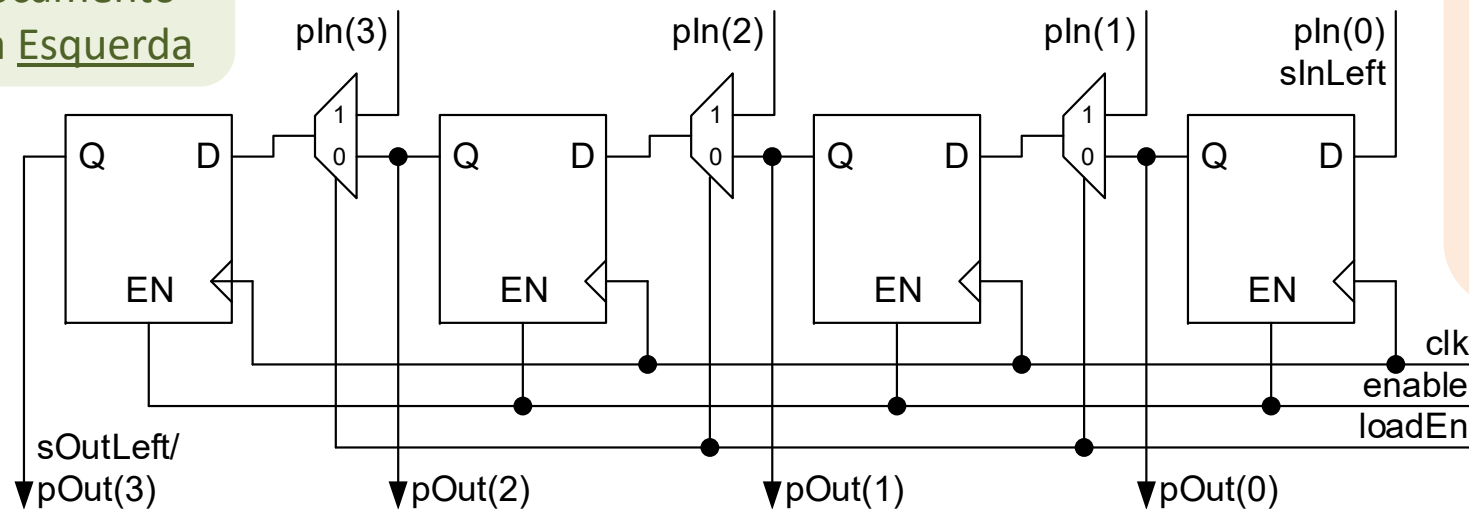 Esquerda
pIn(3)
pIn(2)
pIn(1)
pIn(0)
sInLeft
1
0
1
0
1
0
Q D
Q D
Q D
Q D
EN
EN
EN
EN
clk
enable
loadEn
sOutLeft/
pOut(3)
pOut(2)
pOut(1)
pOut(0)